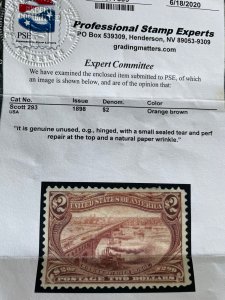 6/18/2020
Professional Stamp Experts
PSE
PO Box 539309, Henderson, NV 89053-9309
gradingmatters.com
Expert Committee
We have examined the enclosed item submitted to PSE, of which
an image is shown below, and are of the opinion that:
Cat No. Issue Denom. Color
Scott 293 1898 $2 Orange brown
USA
"It is genuine unused, o.g., hinged, with a small sealed tear and perf
repair at the top and a natural paper wrinkle."
UNITED STATES OF AMERICA
2 2
POSTAGE TWO DOLLARS